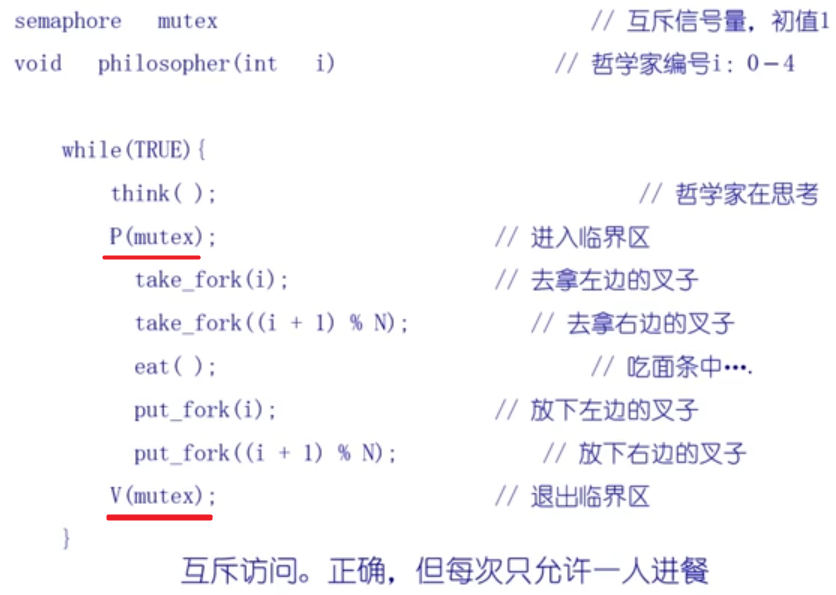 semaphore mutex // 互斥信号量，初值1
void philosopher(int i) // 哲学家编号i: 0－4
while(TRUE){
think( ); // 哲学家在思考
P(mutex); // 进入临界区
take_fork(i); // 去拿左边的叉子
take_fork((i + 1) % N); // 去拿右边的叉子
eat( ); // 吃面条中….
put_fork(i); // 放下左边的叉子
put_fork((i + 1) % N); // 放下右边的叉子
V(mutex); // 退出临界区
}
互斥访问。正确，但每次只允许一人进餐